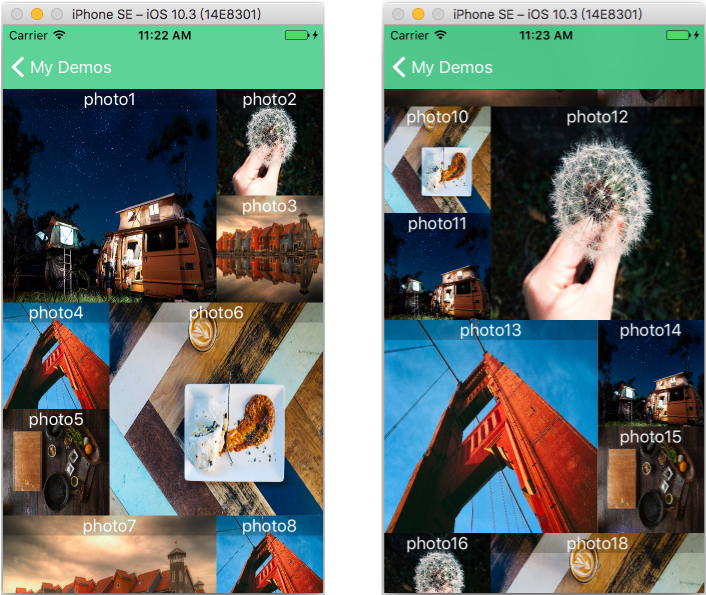 iPhone SE – iOS 10.3 (14E8301)
Carrier 11:22 AM
My Demos
photo1
photo2
photo3
photo4
photo6
photo5
photo7
photo8
iPhone SE – iOS 10.3 (14E8301)
Carrier 11:23 AM
My Demos
photo10
photo12
photo11
photo13
photo14
photo15
photo16
photo18